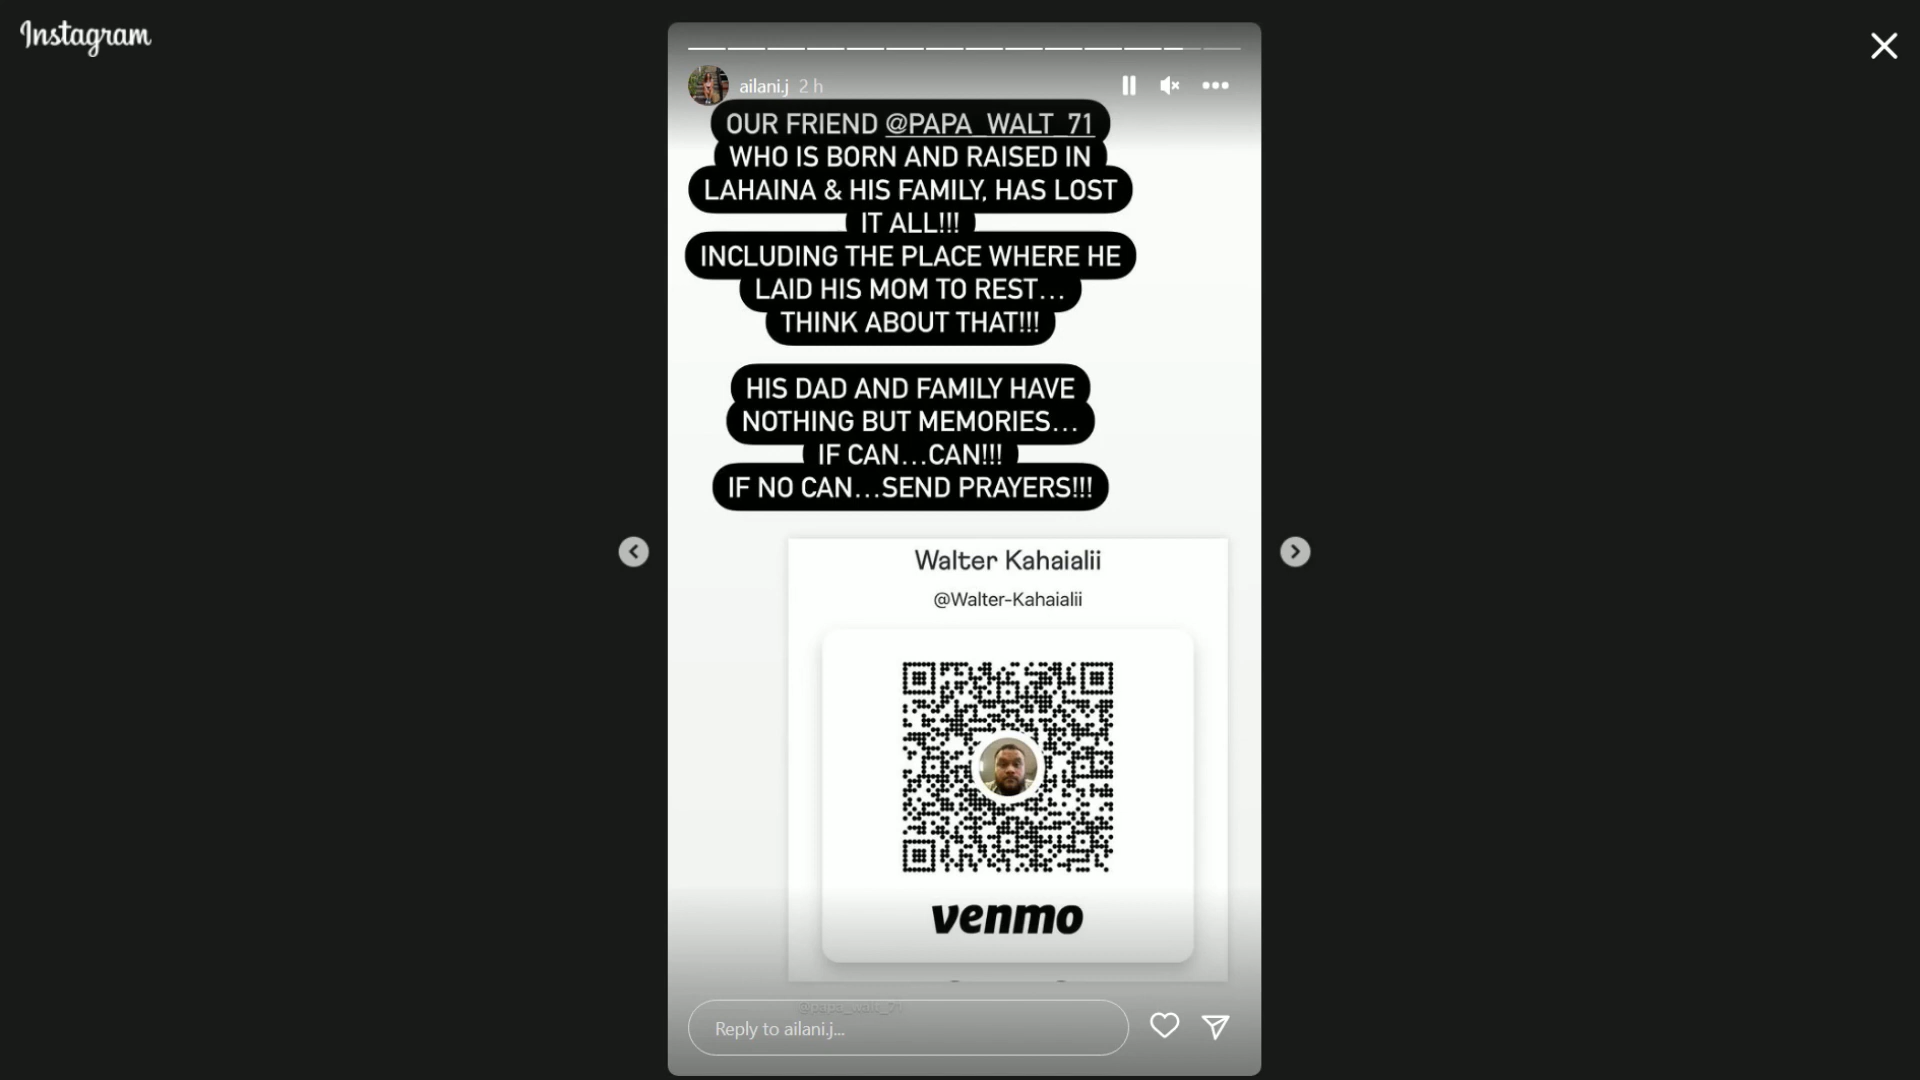 Instagram
ailani.j 2 h
OUR FRIEND @PAPA_WALT_71
WHO IS BORN AND RAISED IN
LAHAINA & HIS FAMILY, HAS LOST
IT ALL!!!
INCLUDING THE PLACE WHERE HE
LAID HIS MOM TO REST...
THINK ABOUT THAT!!!
HIS DAD AND FAMILY HAVE
NOTHING BUT MEMORIES...
IF CAN...CAN!!!
IF NO CAN...SEND PRAYERS!!!
Walter Kahaialii
@Walter-Kahaialii
venmo
@papa_walt_71
Reply to ailani.j...